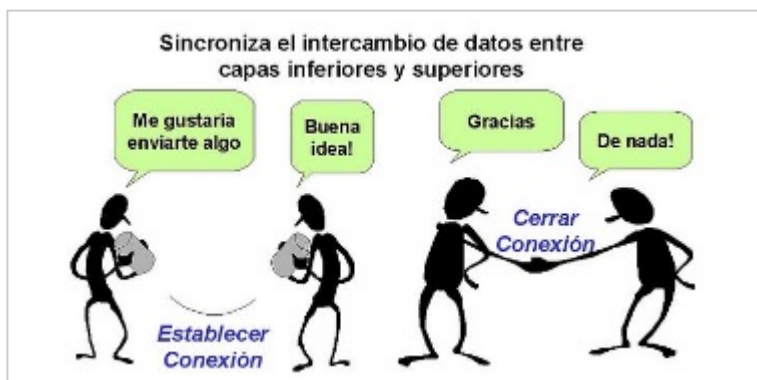 Sincroniza el intercambio de datos entre
capas inferiores y superiores
Me gustaria
enviarte algo
Buena
idea!
Gracias
De nada!
Establecer
Conexión
Cerrar
Conexión